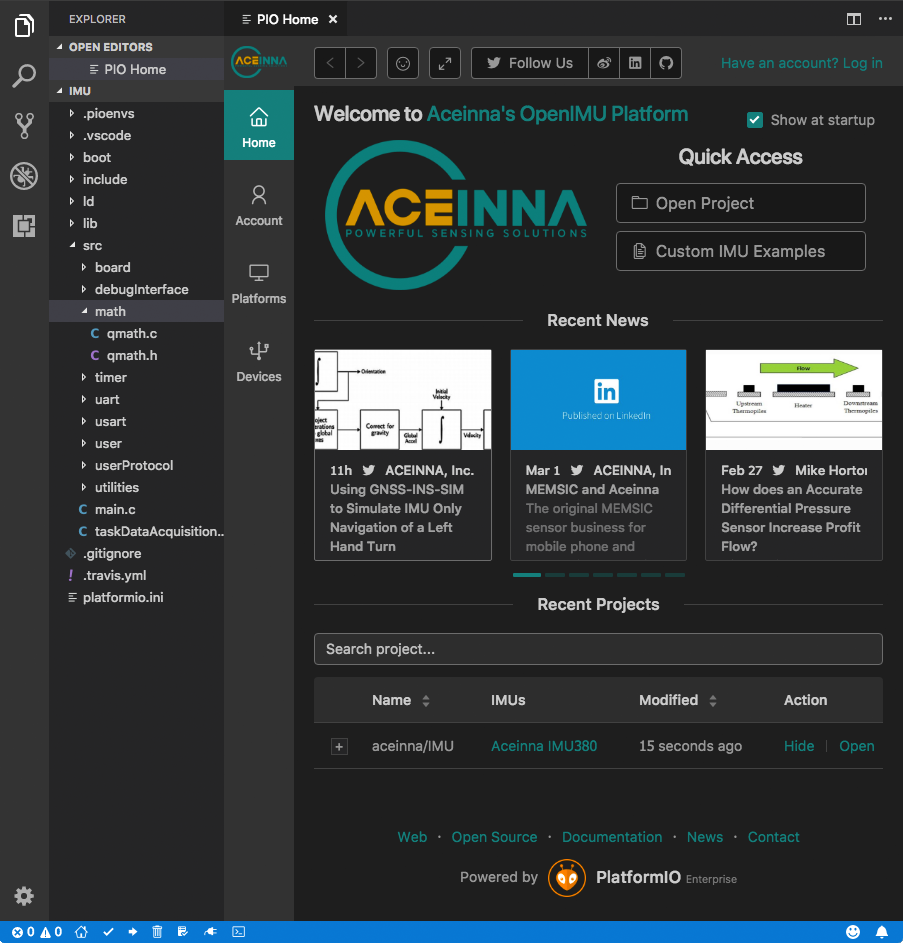 EXPLORER
PIO Home
OPEN EDITORS
PIO Home
IMU
.pioenvs
.vscode
boot
include
ld
lib
src
board
debugInterface
math
C qmath.c
C qmath.h
timer
uart
usart
user
userProtocol
utilities
C main.c
C taskDataAcquisition..
.gitignore
! .travis.yml
platformio.ini
ACEINNA
Home
Account
Platforms
Devices
Follow Us
Have an account? Log in
Welcome to Aceinna's OpenIMU Platform
Show at startup
ACEINNA
POWERFUL SENSING SOLUTIONS
Quick Access
Open Project
Custom IMU Examples
Recent News
Orientation
Initial
Velocity
Correct for
gravity
Global
Accel
Velocity
∫
11h ACEINNA, Inc.
Using GNSS-INS-SIM
to Simulate IMU Only
Navigation of a Left
Hand Turn
in
Published on LinkedIn
Mar 1 ACEINNA, In
MEMSIC and Aceinna
The original MEMSIC
sensor business for
mobile phone and
Flow
Upstream
Thermopiles
Heater
Downstream
Thermopiles
Feb 27 Mike Horton
How does an Accurate
Differential Pressure
Sensor Increase Profit
Flow?
Recent Projects
Search project...
Name IMUs Modified Action
+ aceinna/IMU Aceinna IMU380 15 seconds ago Hide Open
Web · Open Source · Documentation · News · Contact
Powered by PlatformIO Enterprise
0 0